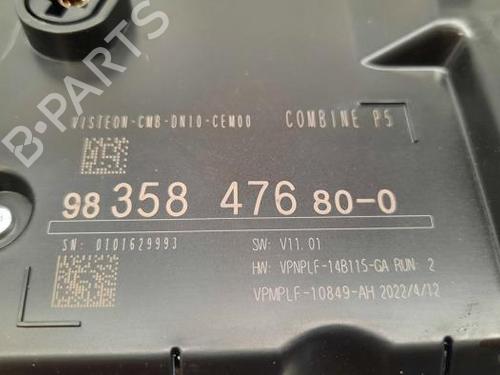 VISTEON-CMB-DN10-CEM00 COMBINE P5
98 358 476 80-0
SN: 0101629993
SW: V11.01
HW: VPNPLF-14B115-GA RUN: 2
VPMPLF-10849-AH 2022/4/12
B-PARTS